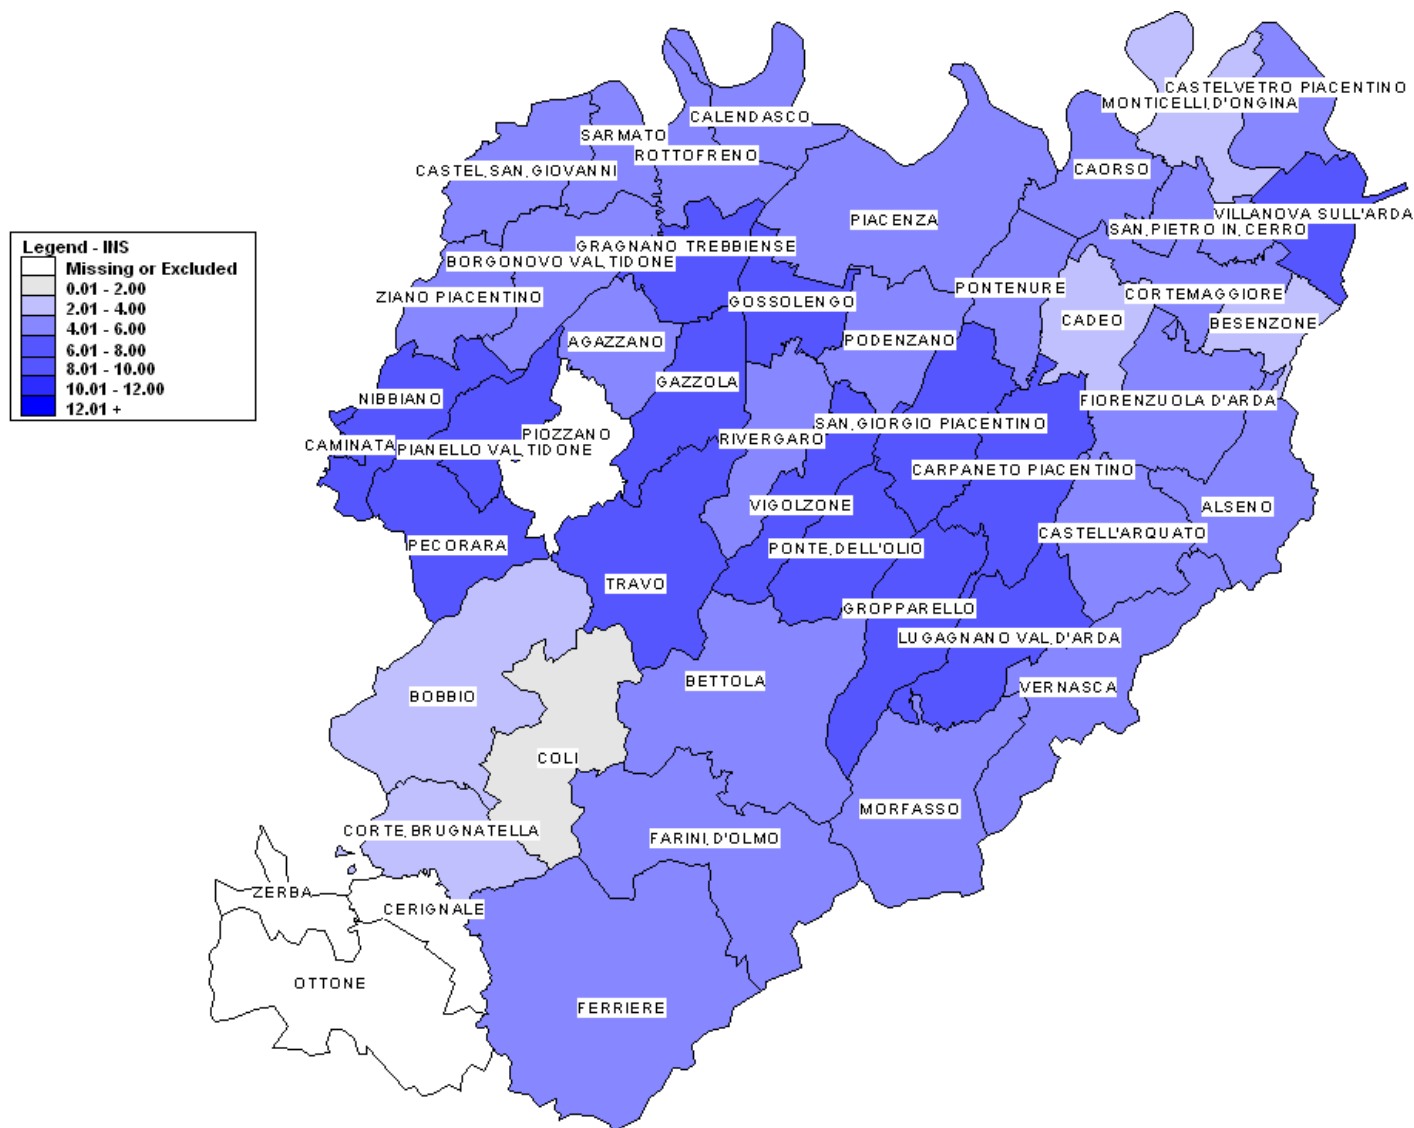 CASTELVETRO PIACENTINO
MONTICELLI,D'ONGINA
CALENDASCO
SARMATO
ROTTOFRENO
CASTEL,SAN,GIOVANNI
CAORSO
PIACENZA
VILLANOVA SULL'ARDA
SAN,PIETRO IN,CERRO
GRAGNANO TREBBIENSE
BORGONOVO VAL,TIDONE
ZIANO PIACENTINO
GOSSOLENGO
PONTENURE
CORTEMAGGIORE
CADEO
BESENZONE
AGAZZANO
PODENZANO
GAZZOLA
NIBBIANO
FIORENZUOLA D'ARDA
SAN,GIORGIO PIACENTINO
PIOZZANO
RIVERGARO
CAMINATA
PIANELLO VAL,TIDONE
CARPANETO PIACENTINO
VIGOLZONE
ALSENO
CASTELL'ARQUATO
PECORARA
PONTE,DELL'OLIO
TRAVO
GROPPARELLO
LUGAGNANO VAL,D'ARDA
BETTOLA
VERNASCA
BOBBIO
COLI
MORFASSO
CORTE,BRUGNATELLA
FARINI,D'OLMO
ZERBA
CERIGNALE
OTTONE
FERRIERE
Legend - INS
Missing or Excluded
0.01 - 2.00
2.01 - 4.00
4.01 - 6.00
6.01 - 8.00
8.01 - 10.00
10.01 - 12.00
12.01 +